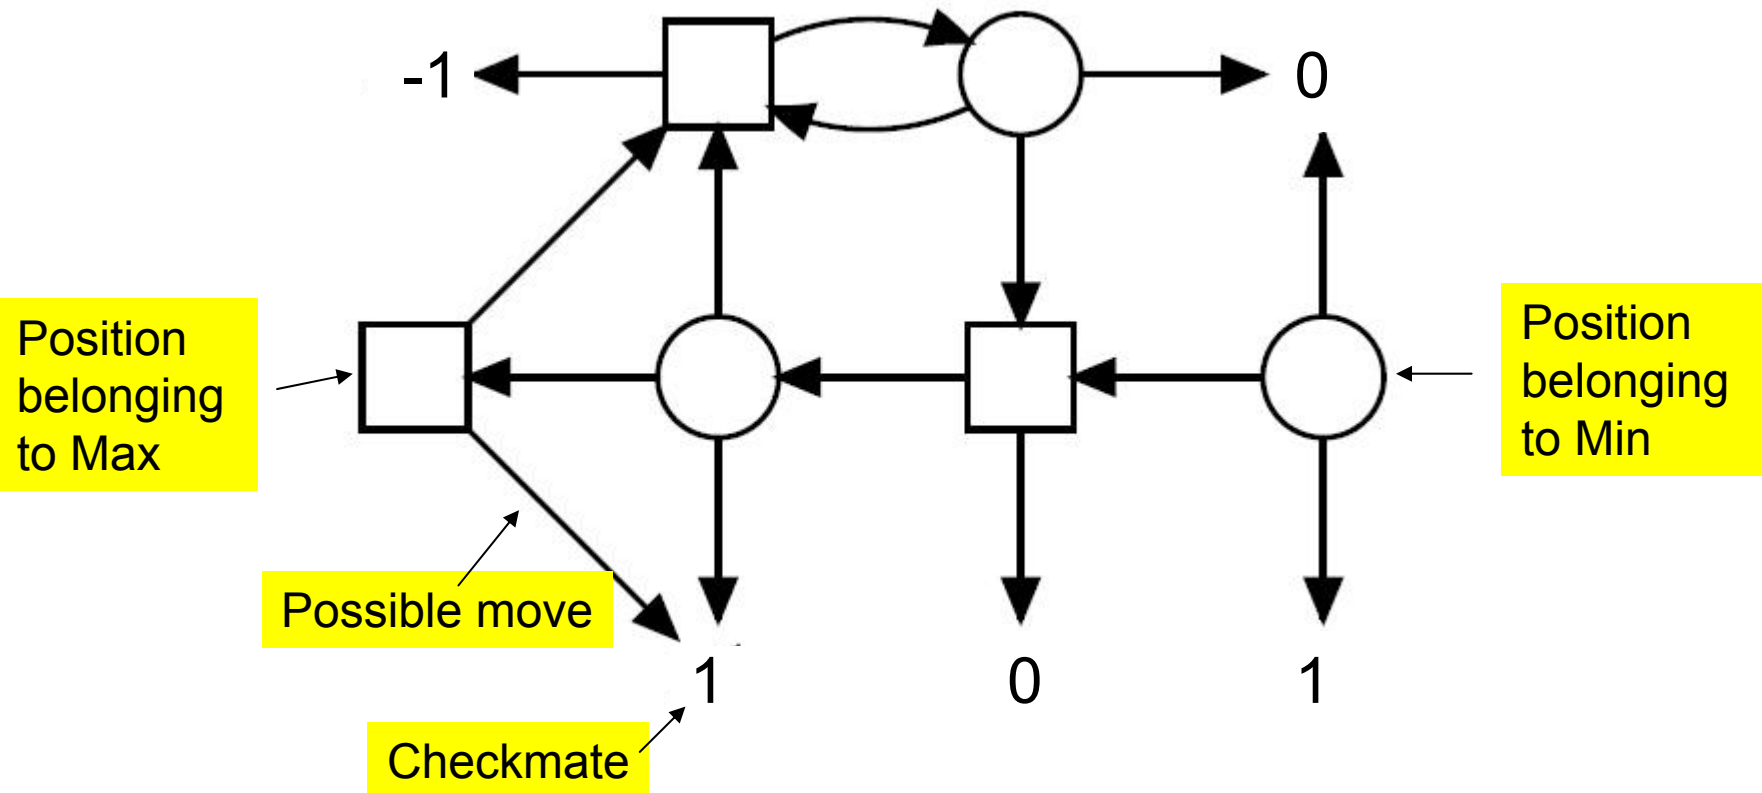 -1
0
Position
belonging
to Max
Position
belonging
to Min
Possible move
1
0
1
Checkmate